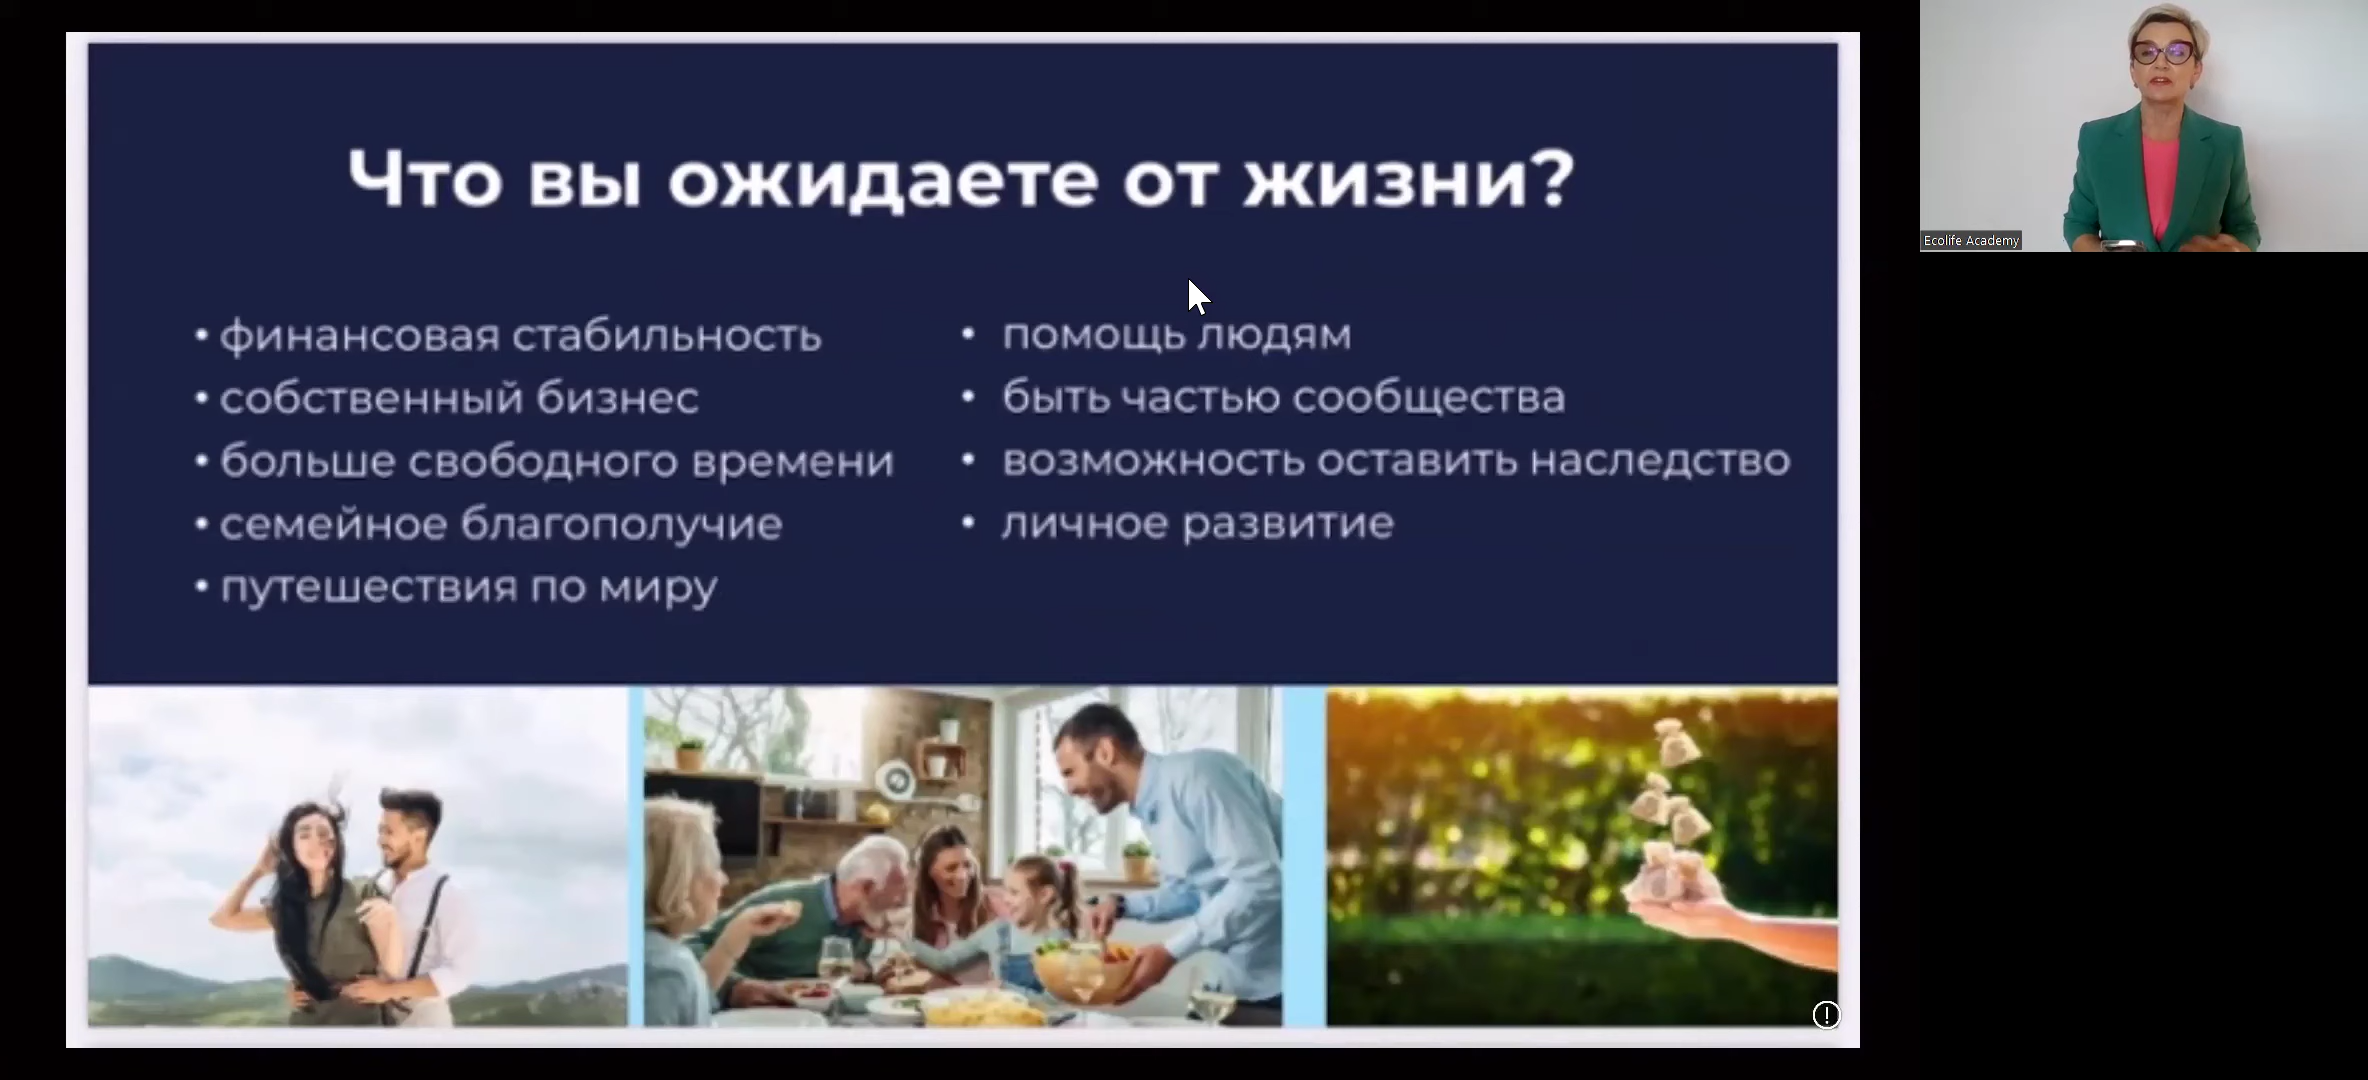 Что вы ожидаете от жизни?
• финансовая стабильность
• собственный бизнес
• больше свободного времени
• семейное благополучие
• путешествия по миру
• помощь людям
• быть частью сообщества
• возможность оставить наследство
• личное развитие
Ecolife Academy